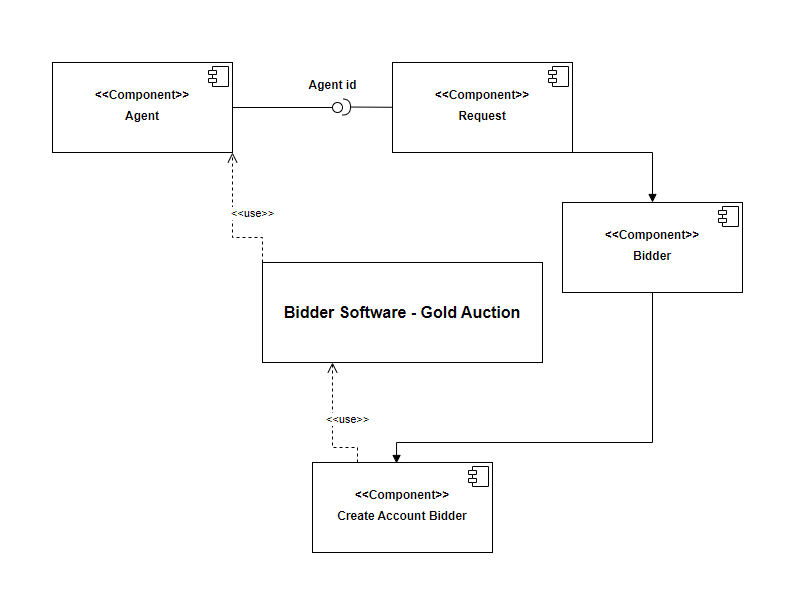 Agent id
<<Component>>
Agent
<<Component>>
Request
<<use>>
<<Component>>
Bidder
Bidder Software - Gold Auction
<<use>>
<<Component>>
Create Account Bidder